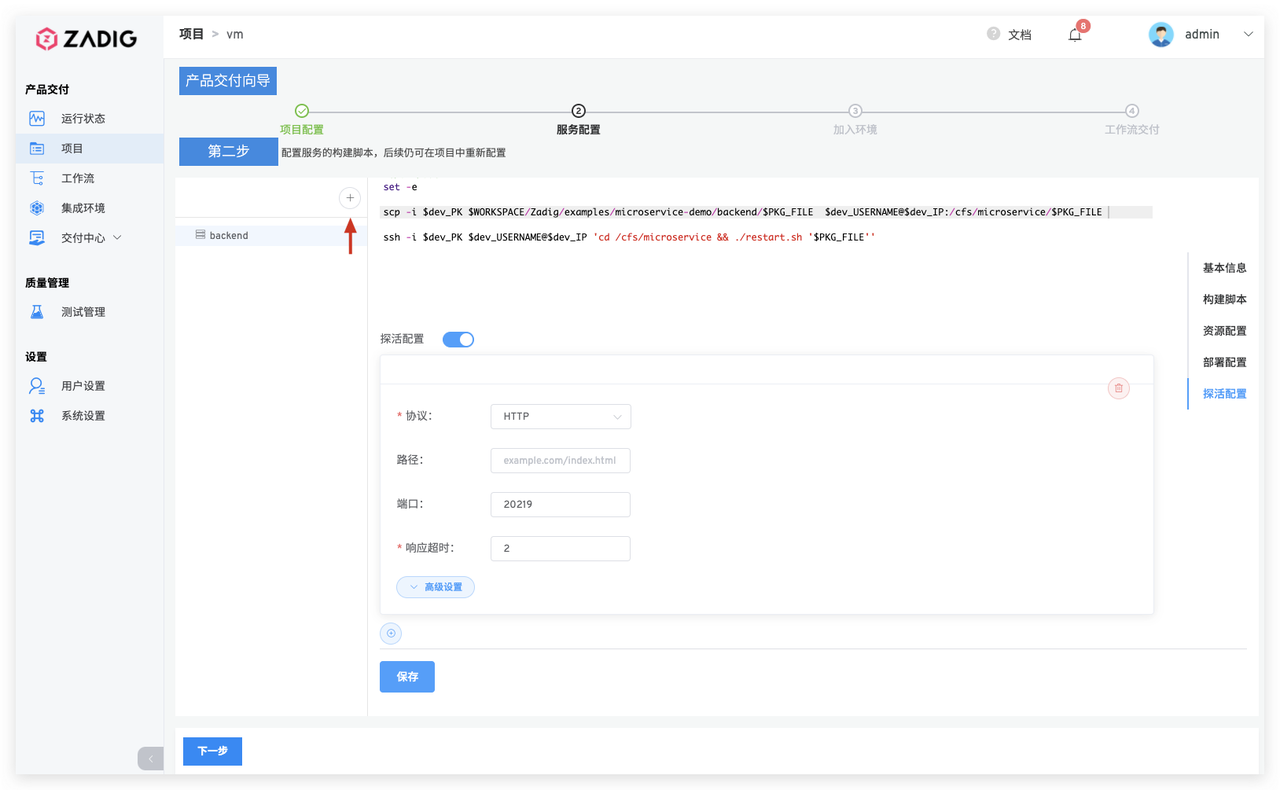 ZADIG
项目 > vm
文档
8
admin
产品交付
运行状态
项目
工作流
集成环境
交付中心
质量管理
测试管理
设置
用户设置
系统设置
产品交付向导
2
3
4
项目配置
服务配置
加入环境
工作流交付
第二步
配置服务的构建脚本，后续仍可在项目中重新配置
backend
set -e
scp -i $dev_PK $WORKSPACE/Zadig/examples/microservice-demo/backend/$PKG_FILE  $dev_USERNAME@$dev_IP:/cfs/microservice/$PKG_FILE
ssh -i $dev_PK $dev_USERNAME@$dev_IP 'cd /cfs/microservice && ./restart.sh '$PKG_FILE''
基本信息
构建脚本
资源配置
部署配置
探活配置
探活配置
* 协议：
HTTP
路径：
example.com/index.html
端口：
20219
* 响应超时：
2
高级设置
保存
下一步